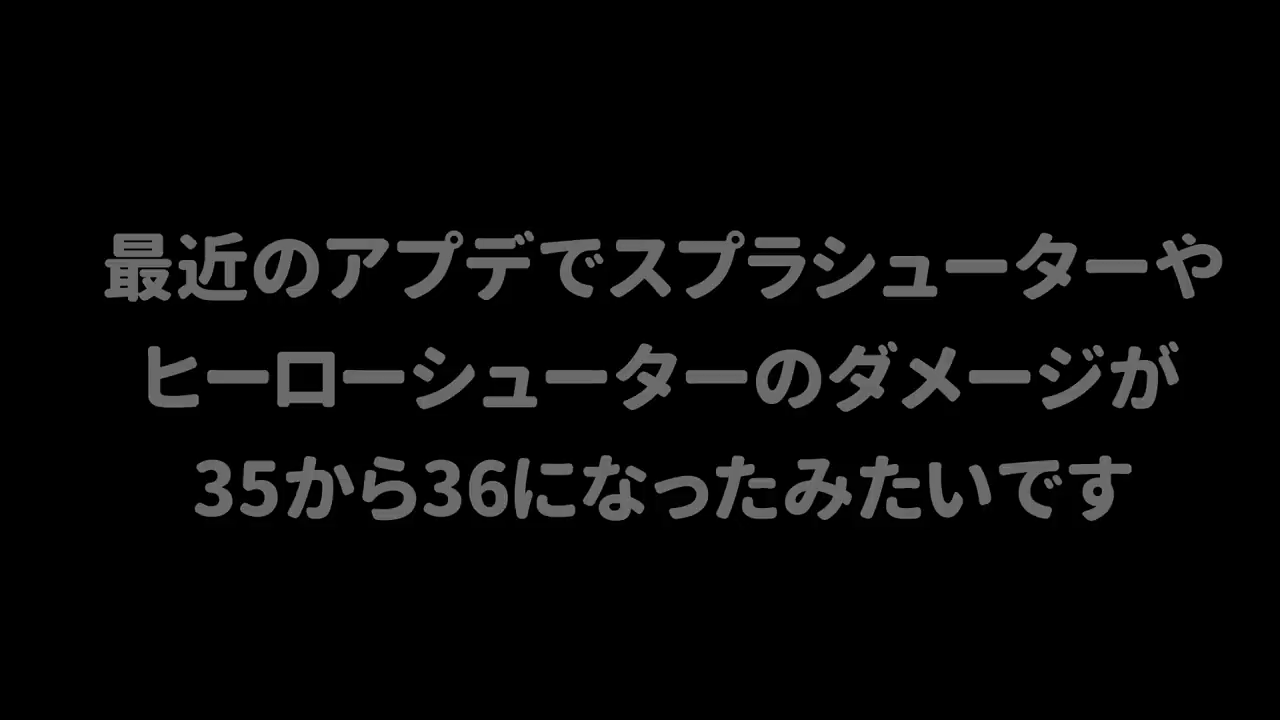 最近のアプデでスプラシューターや
ヒーローシューターのダメージが
35から36になったみたいです